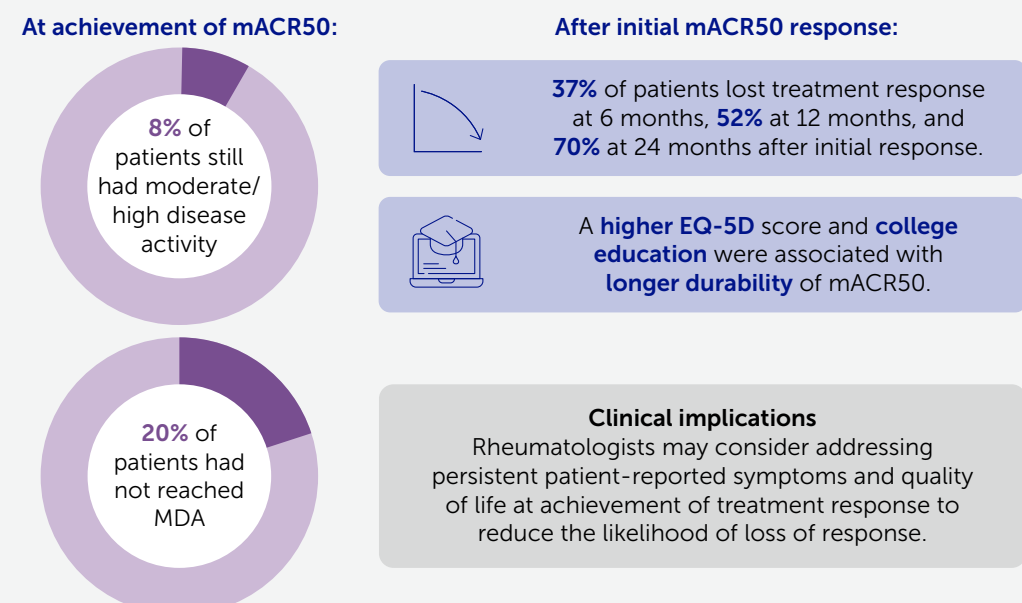 At achievement of mACR50:
8% of
patients still
had moderate/
high disease
activity
20% of
patients had
not reached
MDA
After initial mACR50 response:
37% of patients lost treatment response
at 6 months, 52% at 12 months, and
70% at 24 months after initial response.
A higher EQ-5D score and college
education were associated with
longer durability of mACR50.
Clinical implications
Rheumatologists may consider addressing
persistent patient-reported symptoms and quality
of life at achievement of treatment response to
reduce the likelihood of loss of response.